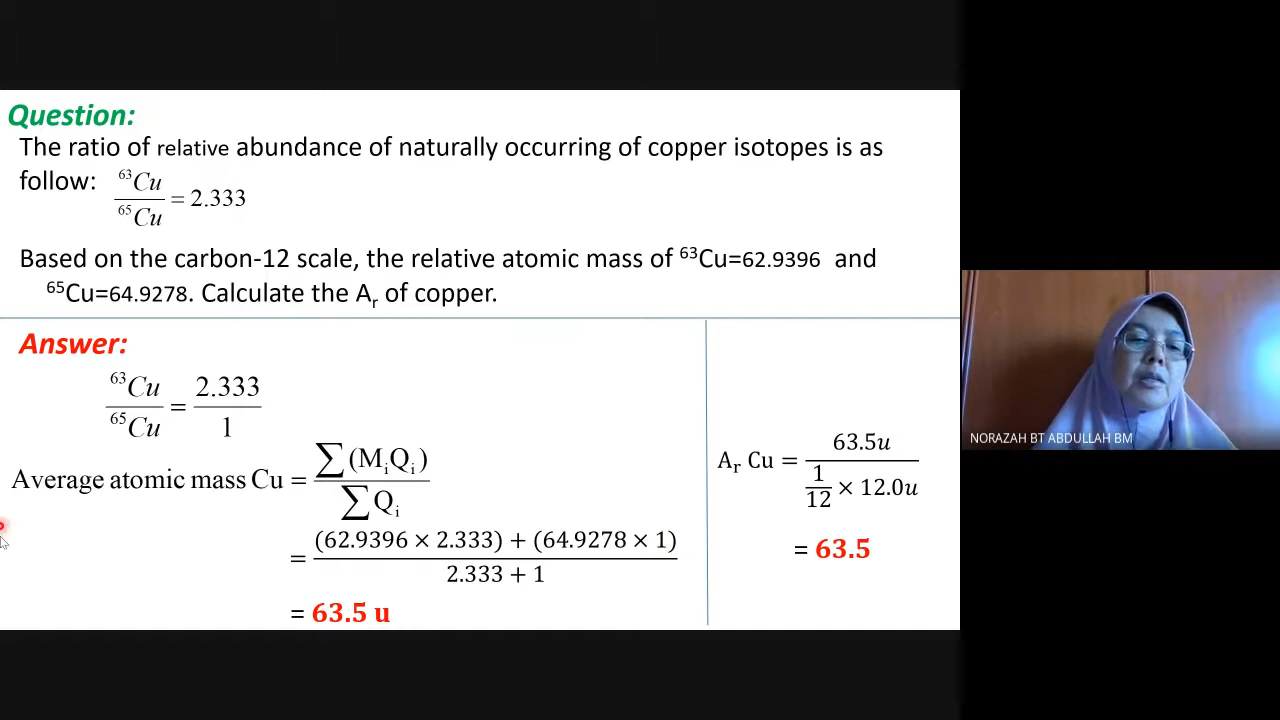 Question:
The ratio of relative abundance of naturally occurring of copper isotopes is as
follow: ⁶³Cu / ⁶⁵Cu = 2.333
Based on the carbon-12 scale, the relative atomic mass of ⁶³Cu=62.9396 and
⁶⁵Cu=64.9278. Calculate the Aᵣ of copper.
Answer:
⁶³Cu / ⁶⁵Cu = 2.333 / 1
Average atomic mass Cu = ∑(MᵢQᵢ) / ∑Qᵢ
= (62.9396 × 2.333) + (64.9278 × 1) / 2.333 + 1
= 63.5 u
Aᵣ Cu = 63.5u / 1/12 × 12.0u
= 63.5
NORAZAH BT ABDULLAH BM